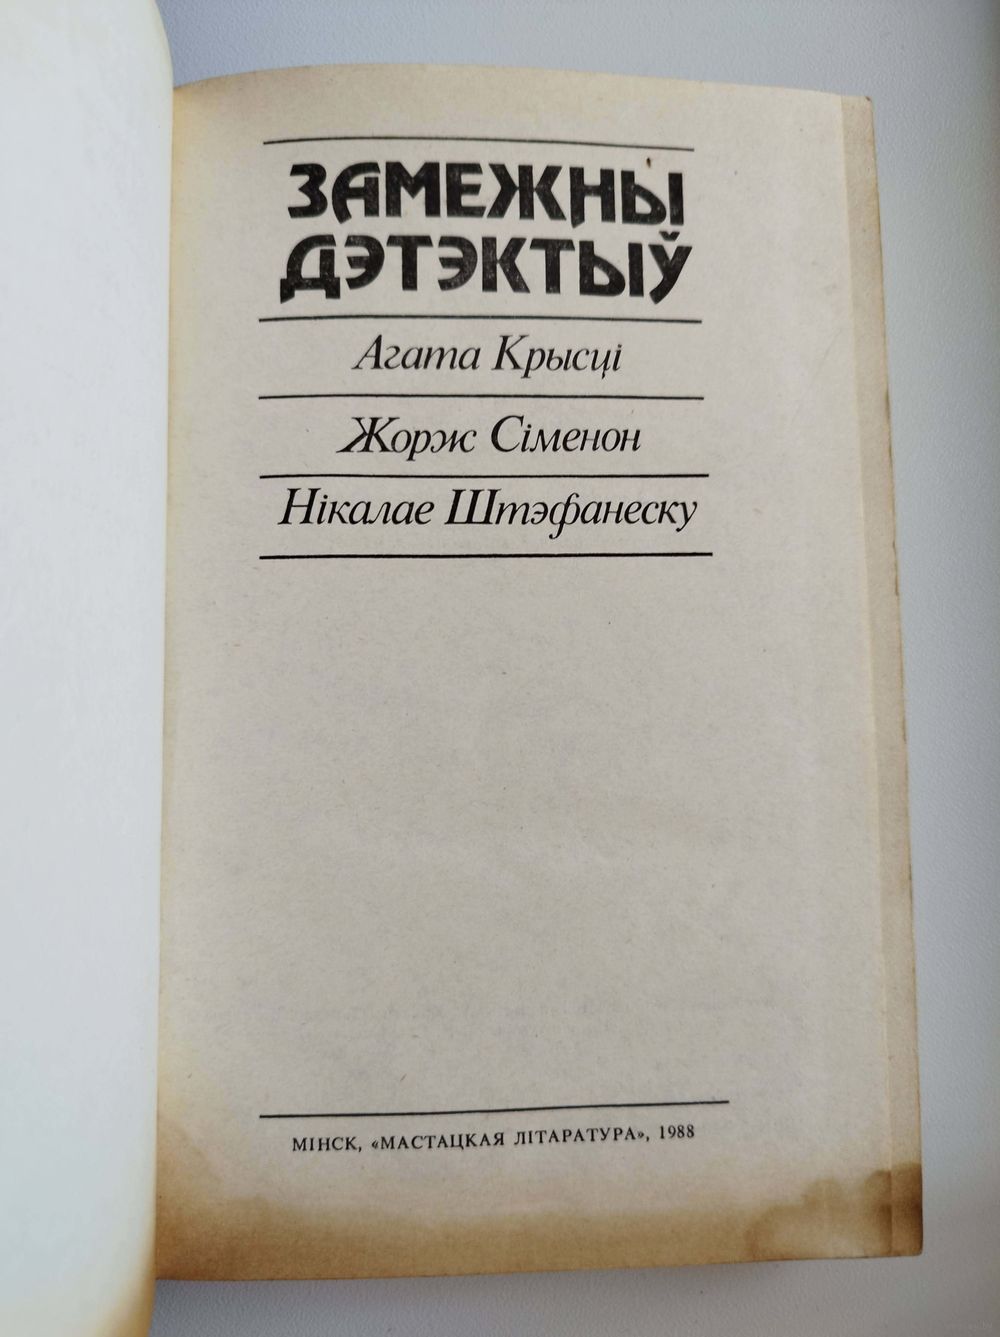 ЗАМЕЖНЫ
ДЭТЭКТЫЎ
Агата Крысці
Жорж Сіменон
Нікалае Штэфанеску
МІНСК, «МАСТАЦКАЯ ЛІТАРАТУРА», 1988